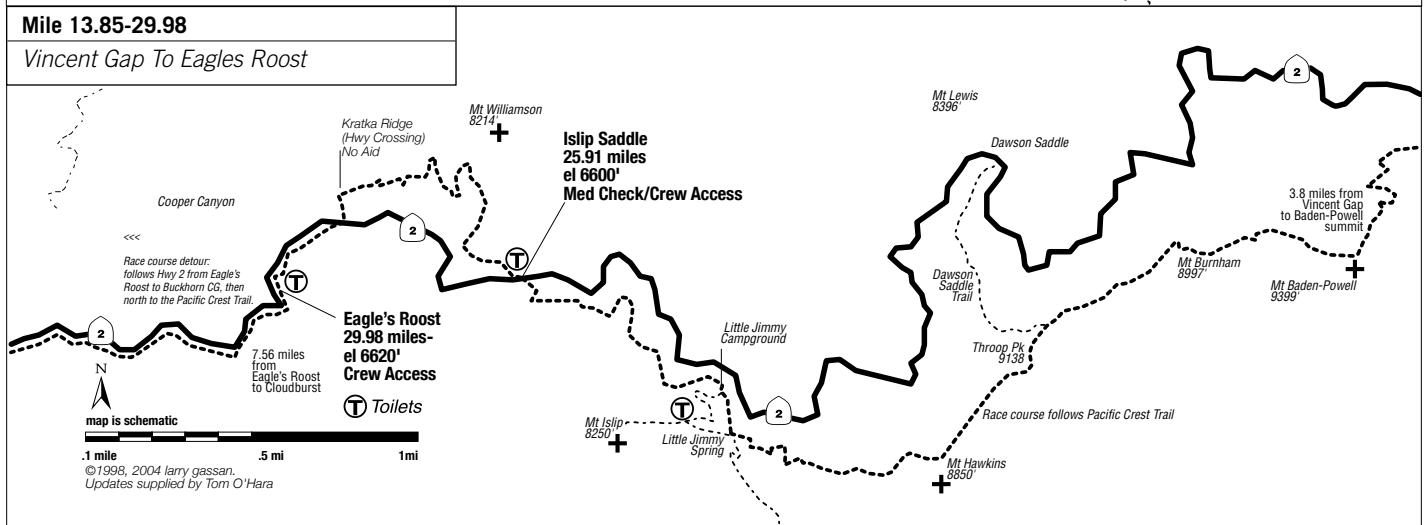 Mile 13.85-29.98
Vincent Gap To Eagles Roost
Mt Williamson
8214'
Kratka Ridge
(Hwy Crossing)
No Aid
Islip Saddle
25.91 miles
el 6600'
Med Check/Crew Access
Mt Lewis
8396'
2
Dawson Saddle
Cooper Canyon
<<<
Race course detour:
follows Hwy 2 from Eagle's
Roost to Buckhorn CG, then
north to the Pacific Crest Trail.
2
T
T
3.8 miles from
Vincent Gap
to Baden-Powell
summit
Mt Burnham
8997'
Mt Baden-Powell
9399'
Dawson
Saddle
Trail
Eagle's Roost
29.98 miles-
el 6620'
Crew Access
T Toilets
2
7.56 miles
from
Eagle's Roost
to Cloudburst
Little Jimmy
Campground
Throop Pk
9138
N
map is schematic
.1 mile .5 mi 1mi
©1998, 2004 larry gassan.
Updates supplied by Tom O'Hara
T
2
Mt Islip
8250'
Little Jimmy
Spring
Race course follows Pacific Crest Trail
Mt Hawkins
8850'